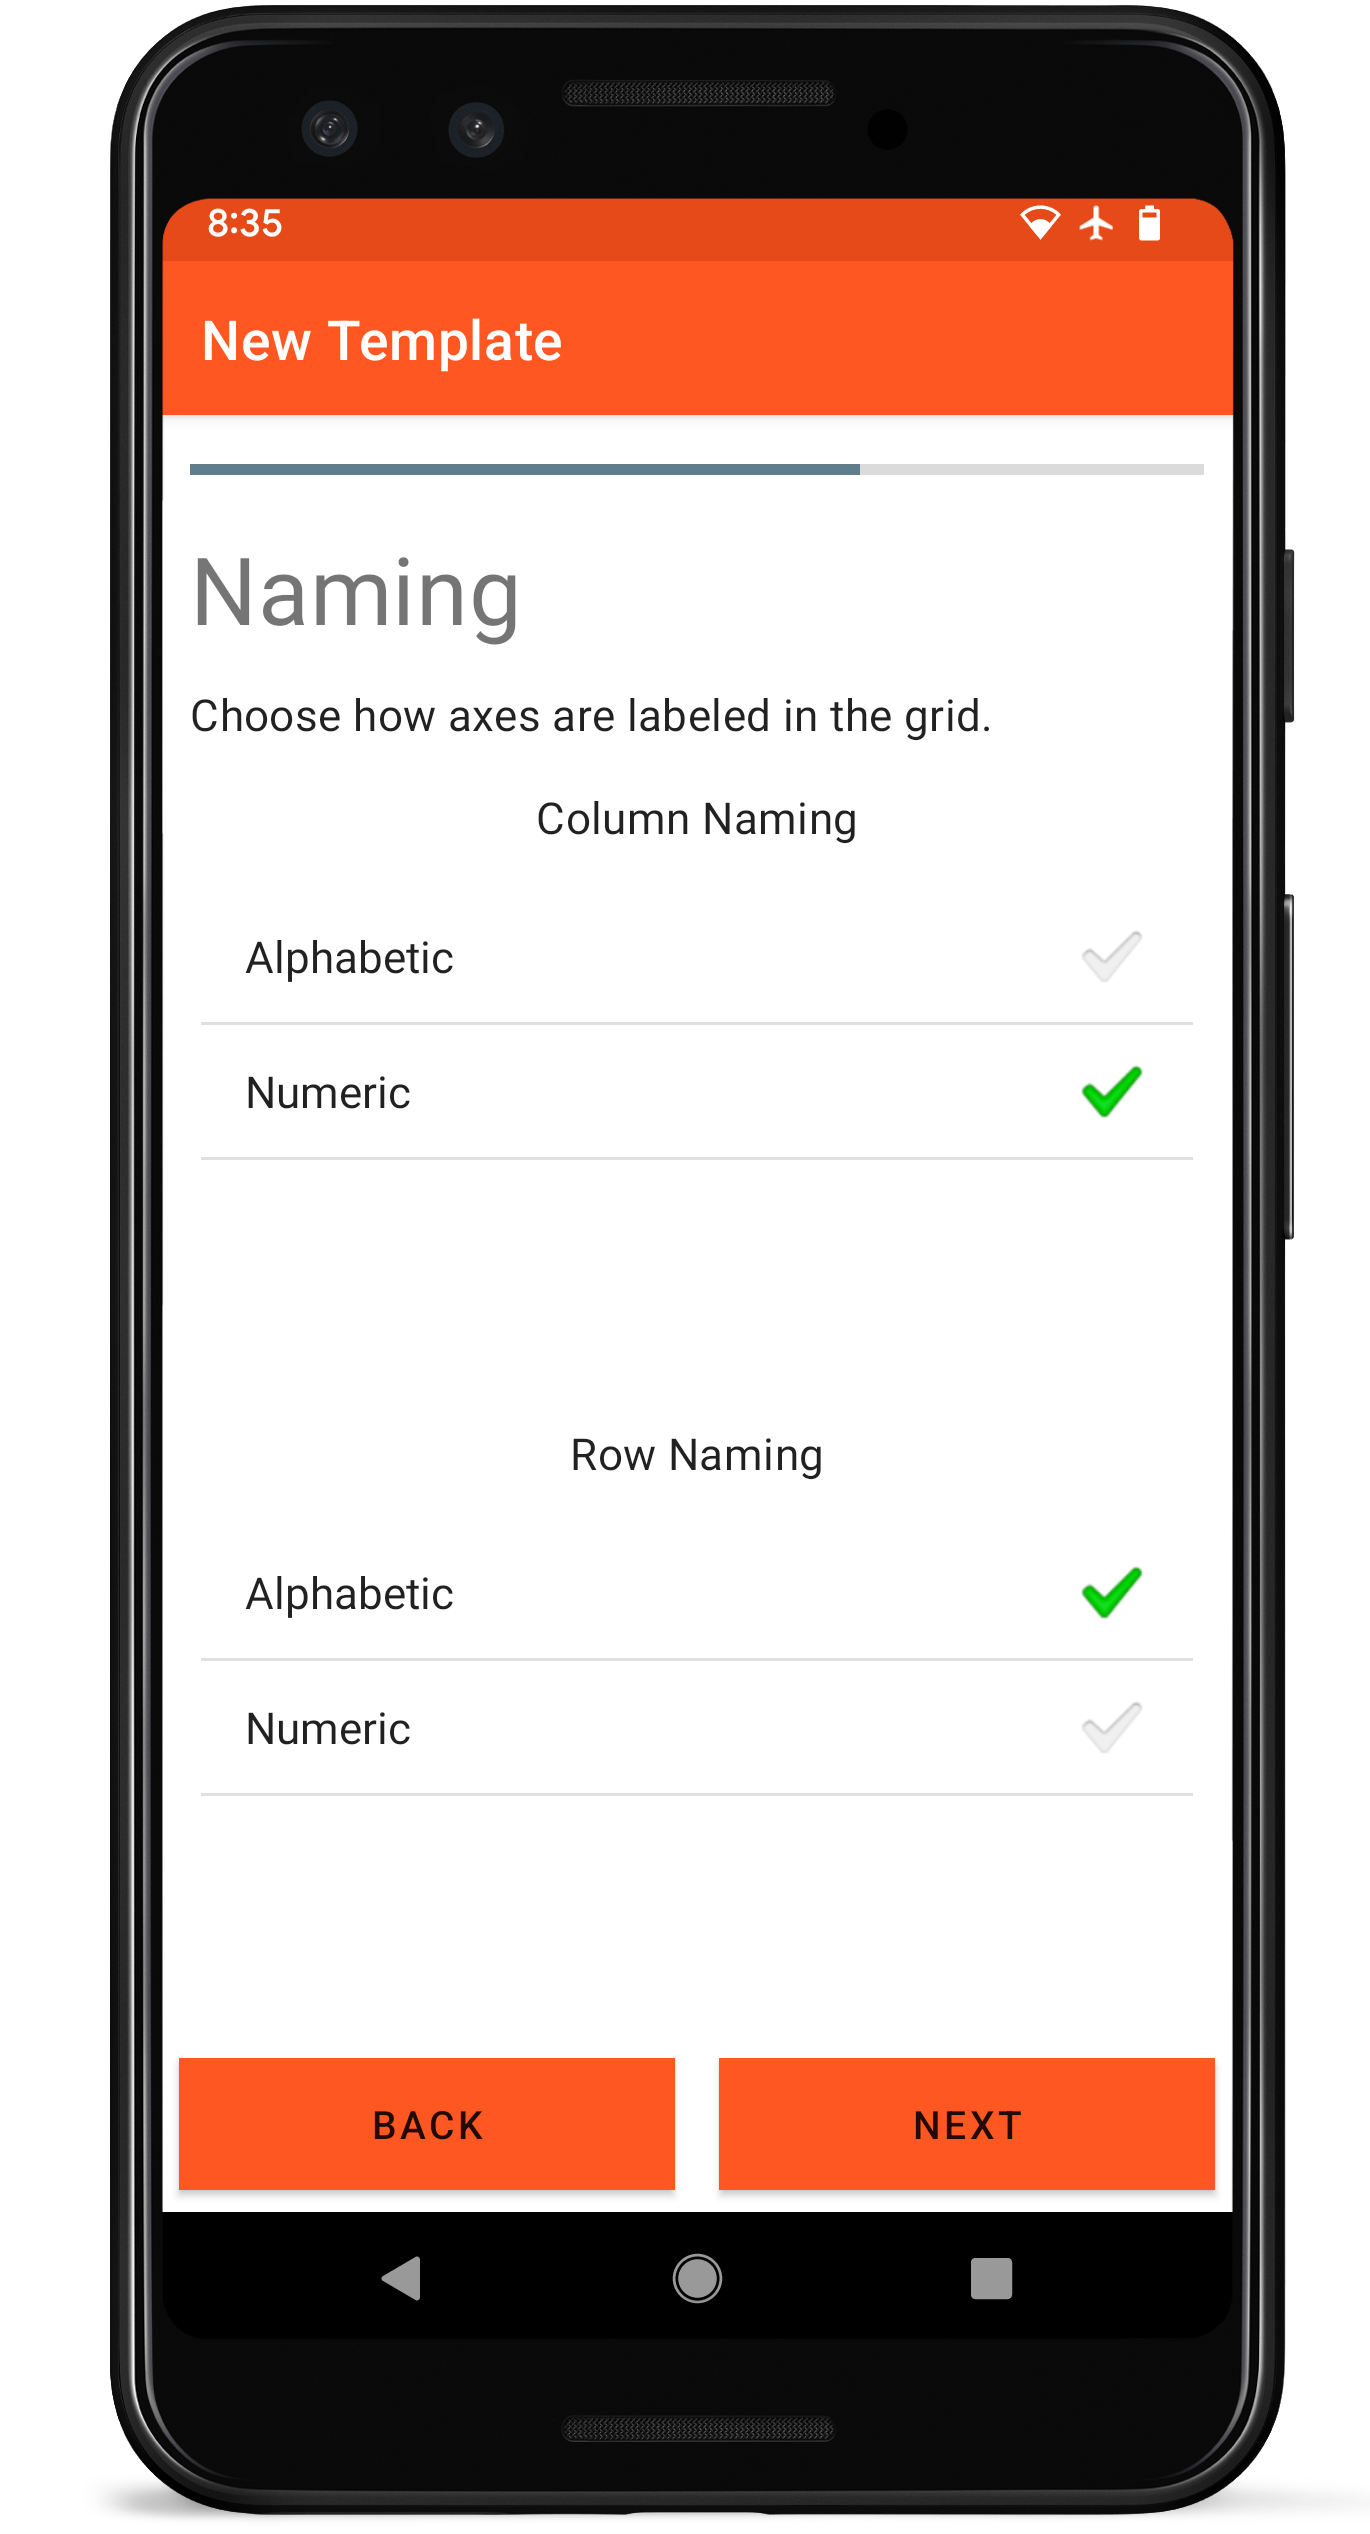 8:35
New Template
Naming
Choose how axes are labeled in the grid.
Column Naming
Alphabetic
Numeric
Row Naming
Alphabetic
Numeric
BACK
NEXT